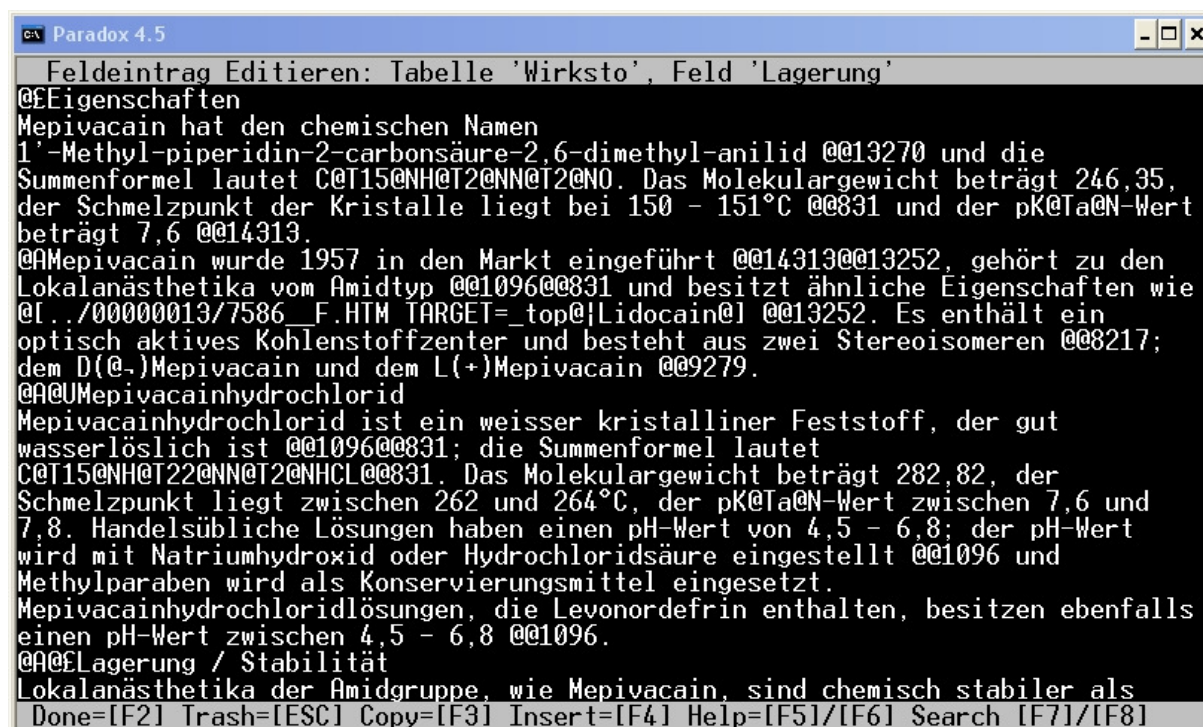 Paradox 4.5
Feldeintrag Editieren: Tabelle 'Wirksto', Feld 'Lagerung'
@£Eigenschaften
Mepivacain hat den chemischen Namen
1'-Methyl-piperidin-2-carbonsäure-2,6-dimethyl-anilid @@13270 und die
Summenformel lautet C@T15@NH@T2@NN@T2@NO. Das Molekulargewicht beträgt 246,35,
der Schmelzpunkt der Kristalle liegt bei 150 - 151°C @@831 und der pK@Ta@N-Wert
beträgt 7,6 @@14313.
@AMepivacain wurde 1957 in den Markt eingeführt @@14313@@13252, gehört zu den
Lokalanästhetika vom Amidtyp @@1096@@831 und besitzt ähnliche Eigenschaften wie
@[../00000013/7586__F.HTM TARGET=_top@¦Lidocain@] @@13252. Es enthält ein
optisch aktives Kohlenstoffzenter und besteht aus zwei Stereoisomeren @@8217;
dem D(@¬)Mepivacain und dem L(+)Mepivacain @@9279.
@A@UMepivacainhydrochlorid
Mepivacainhydrochlorid ist ein weisser kristalliner Feststoff, der gut
wasserlöslich ist @@1096@@831; die Summenformel lautet
C@T15@NH@T22@NN@T2@NHCL@@831. Das Molekulargewicht beträgt 282,82, der
Schmelzpunkt liegt zwischen 262 und 264°C, der pK@Ta@N-Wert zwischen 7,6 und
7,8. Handelsübliche Lösungen haben einen pH-Wert von 4,5 - 6,8; der pH-Wert
wird mit Natriumhydroxid oder Hydrochloridsäure eingestellt @@1096 und
Methylparaben wird als Konservierungsmittel eingesetzt.
Mepivacainhydrochloridlösungen, die Levonordefrin enthalten, besitzen ebenfalls
einen pH-Wert zwischen 4,5 - 6,8 @@1096.
@A@£Lagerung / Stabilität
Lokalanästhetika der Amidgruppe, wie Mepivacain, sind chemisch stabiler als
Done=[F2] Trash=[ESC] Copy=[F3] Insert=[F4] Help=[F5]/[F6] Search [F7]/[F8]